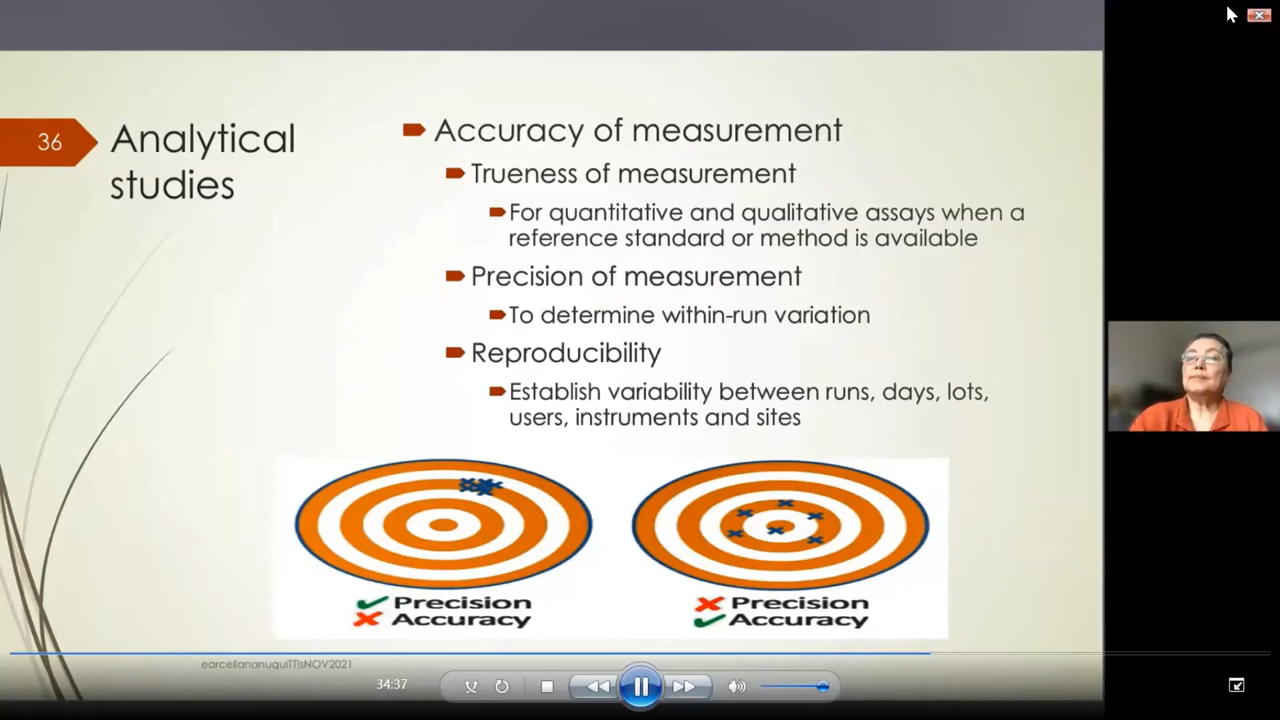 36
Analytical
studies
Accuracy of measurement
Trueness of measurement
For quantitative and qualitative assays when a
reference standard or method is available
Precision of measurement
To determine within-run variation
Reproducibility
Establish variability between runs, days, lots,
users, instruments and sites
Precision
Accuracy
Precision
Accuracy
earcellananuquiTTIsNOV2021
34:37